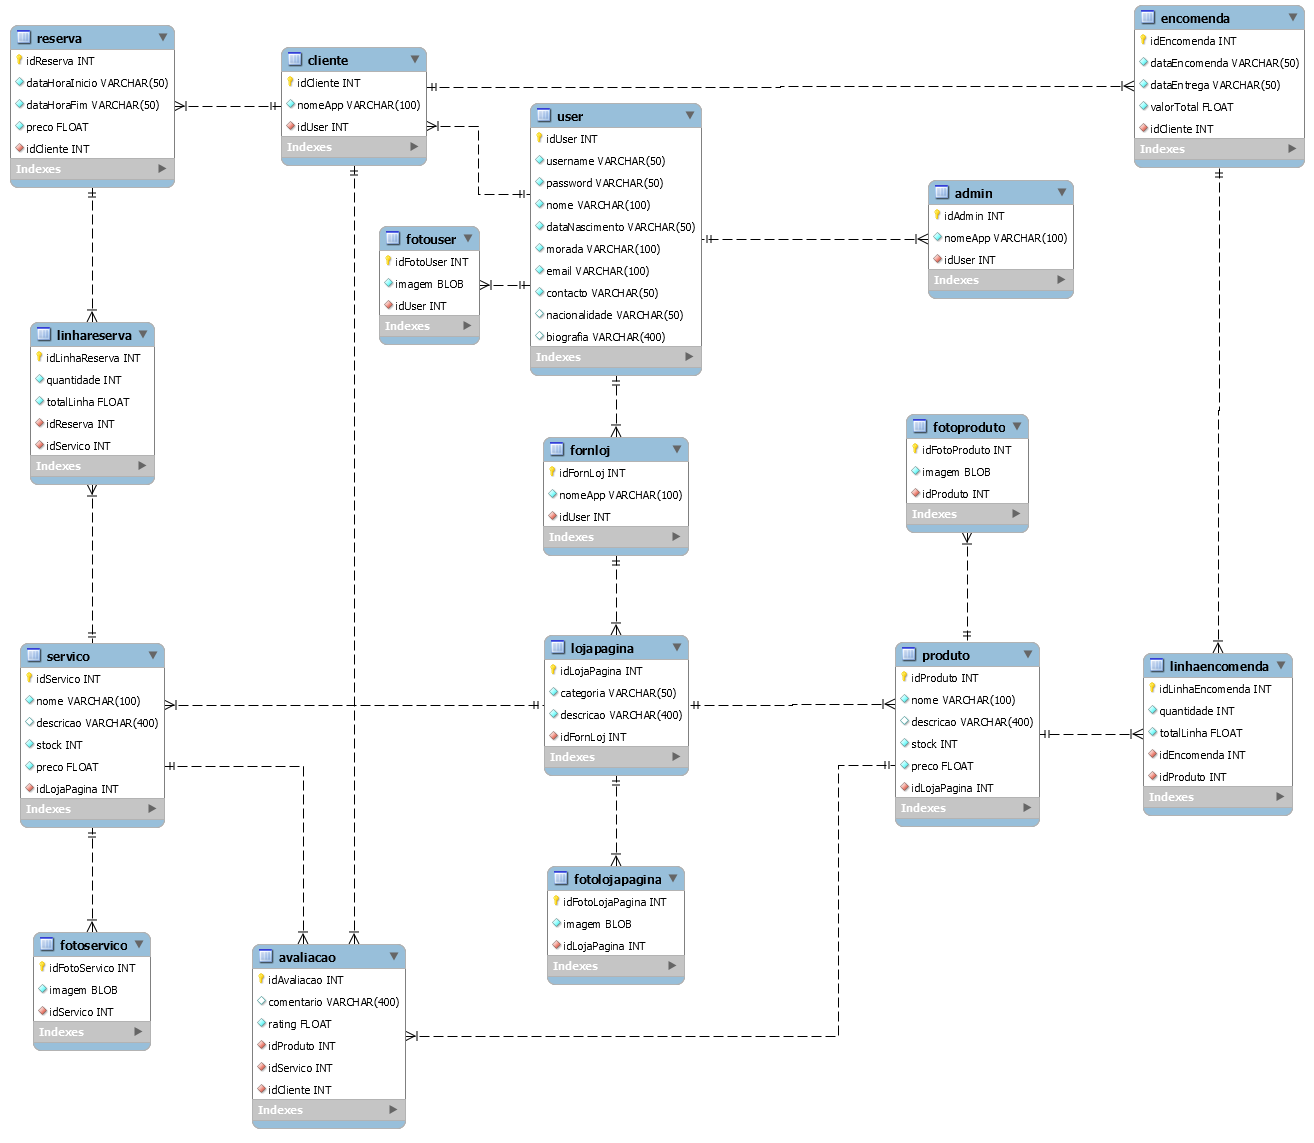 reserva
idReserva INT
dataHoraInicio VARCHAR(50)
dataHoraFim VARCHAR(50)
preco FLOAT
idCliente INT
Indexes
cliente
idCliente INT
nomeApp VARCHAR(100)
idUser INT
Indexes
user
idUser INT
username VARCHAR(50)
password VARCHAR(50)
nome VARCHAR(100)
dataNascimento VARCHAR(50)
morada VARCHAR(100)
email VARCHAR(100)
contacto VARCHAR(50)
nacionalidade VARCHAR(50)
biografia VARCHAR(400)
Indexes
encomenda
idEncomenda INT
dataEncomenda VARCHAR(50)
dataEntrega VARCHAR(50)
valorTotal FLOAT
idCliente INT
Indexes
admin
idAdmin INT
nomeApp VARCHAR(100)
idUser INT
Indexes
fotouser
idFotoUser INT
imagem BLOB
idUser INT
Indexes
linhareserva
idLinhaReserva INT
quantidade INT
totalLinha FLOAT
idReserva INT
idServico INT
Indexes
fornloj
idFornLoj INT
nomeApp VARCHAR(100)
idUser INT
Indexes
fotoproduto
idFotoProduto INT
imagem BLOB
idProduto INT
Indexes
servico
idServico INT
nome VARCHAR(100)
descricao VARCHAR(400)
stock INT
preco FLOAT
idLojaPagina INT
Indexes
lojapagina
idLojaPagina INT
categoria VARCHAR(50)
descricao VARCHAR(400)
idFornLoj INT
Indexes
produto
idProduto INT
nome VARCHAR(100)
descricao VARCHAR(400)
stock INT
preco FLOAT
idLojaPagina INT
Indexes
linhaencomenda
idLinhaEncomenda INT
quantidade INT
totalLinha FLOAT
idEncomenda INT
idProduto INT
Indexes
fotoservico
idFotoServico INT
imagem BLOB
idServico INT
Indexes
avaliacao
idAvaliacao INT
comentario VARCHAR(400)
rating FLOAT
idProduto INT
idServico INT
idCliente INT
Indexes
fotolojapagina
idFotoLojaPagina INT
imagem BLOB
idLojaPagina INT
Indexes